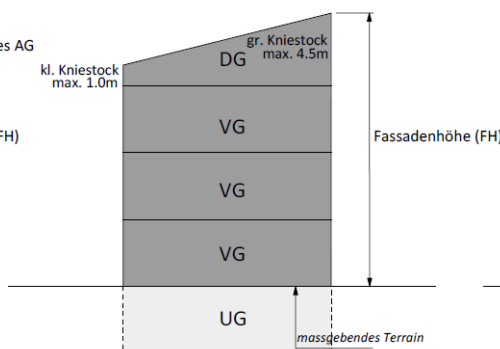 es AG
gr. Kniestock
max. 4.5m
DG
kl. Kniestock
max. 1.0m
VG
FH)
Fassadenhöhe (FH)
VG
VG
UG
massgebendes Terrain